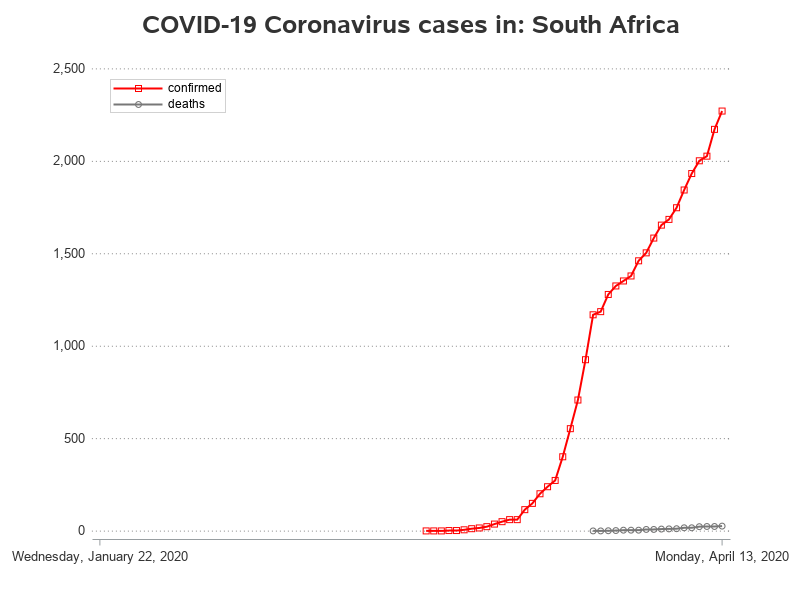 COVID-19 Coronavirus cases in: South Africa
2,500
confirmed
deaths
2,000
1,500
1,000
500
0
Wednesday, January 22, 2020
Monday, April 13, 2020